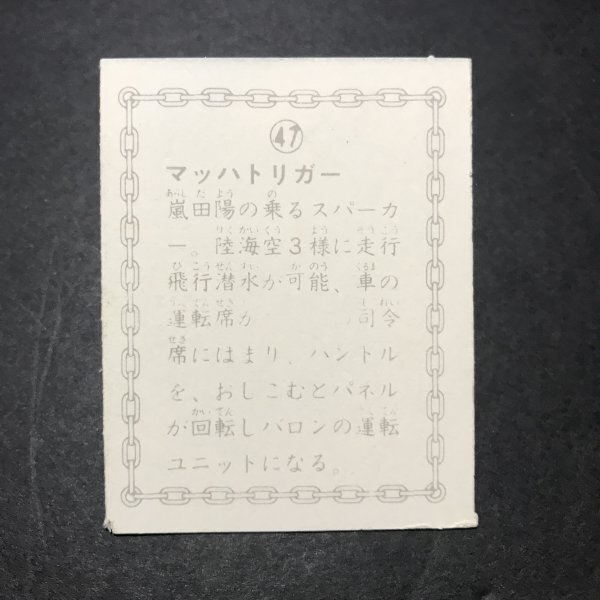 47
マッハトリガー
嵐田陽の乗るスパーカ
ー。陸海空3様に走行
飛行潜水が可能、車の
運転席が 司令
席にはまり、ハンドル
を、おしこむとパネル
が回転しバロンの運転
ユニットになる。